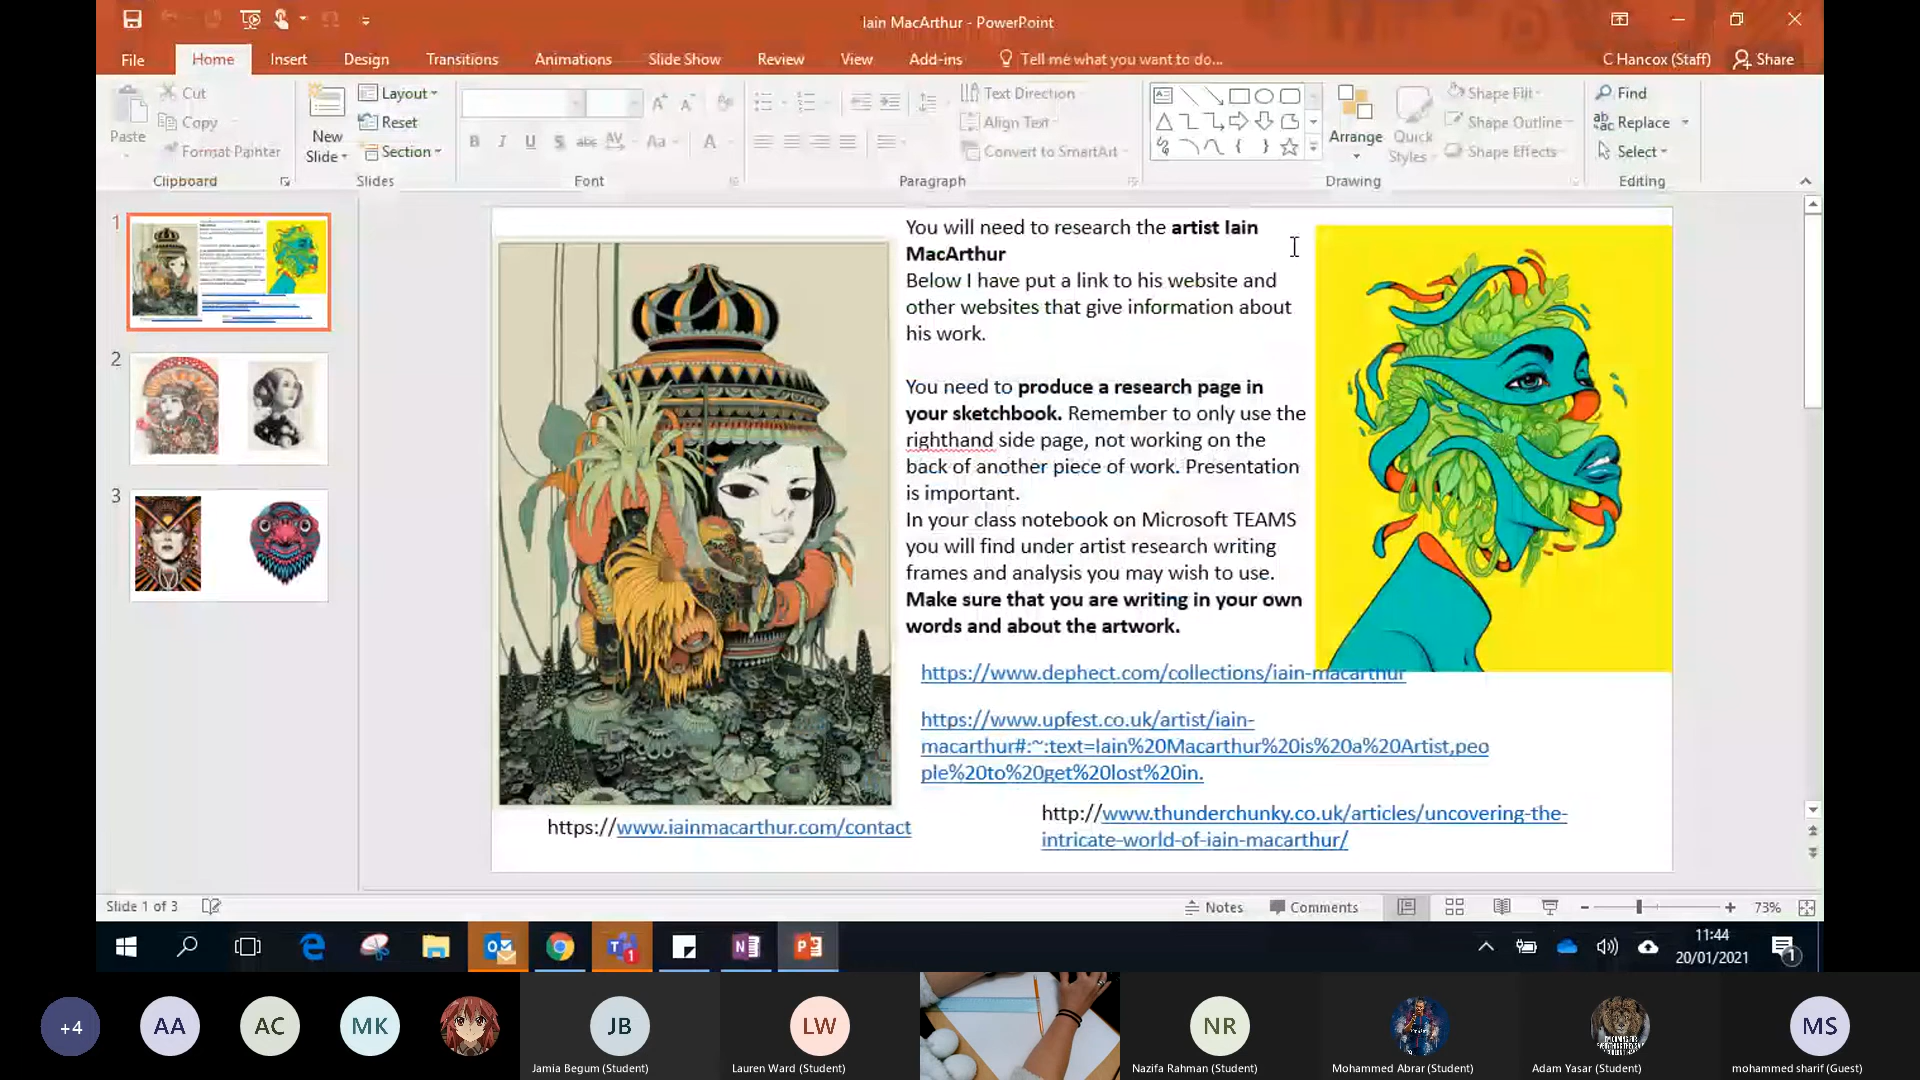 Iain MacArthur - PowerPoint
File Home Insert Design Transitions Animations Slide Show Review View Add-ins Tell me what you want to do... C Hancox (Staff) Share
Paste
Cut
Copy
Format Painter
Clipboard
New
Slide
Layout
Reset
Section
Slides
B I U S abc AV Aa A
Font
Text Direction
Align Text
Convert to SmartArt
Paragraph
Arrange
Quick
Styles
Shape Fill
Shape Outline
Shape Effects
Drawing
Find
Replace
Select
Editing
1
2
3
You will need to research the artist Iain
MacArthur
Below I have put a link to his website and
other websites that give information about
his work.
You need to produce a research page in
your sketchbook. Remember to only use the
righthand side page, not working on the
back of another piece of work. Presentation
is important.
In your class notebook on Microsoft TEAMS
you will find under artist research writing
frames and analysis you may wish to use.
Make sure that you are writing in your own
words and about the artwork.
https://www.dephect.com/collections/iain-macarthur
https://www.upfest.co.uk/artist/iain-
macarthur#:~:text=Iain%20Macarthur%20is%20a%20Artist,peo
ple%20to%20get%20lost%20in.
https://www.iainmacarthur.com/contact
http://www.thunderchunky.co.uk/articles/uncovering-the-
intricate-world-of-iain-macarthur/
Slide 1 of 3
Notes Comments 73%
11:44
20/01/2021
+4
AA
AC
MK
JB
Jamia Begum (Student)
LW
Lauren Ward (Student)
NR
Nazifa Rahman (Student)
Mohammed Abrar (Student)
Adam Yasar (Student)
MS
mohammed sharif (Guest)